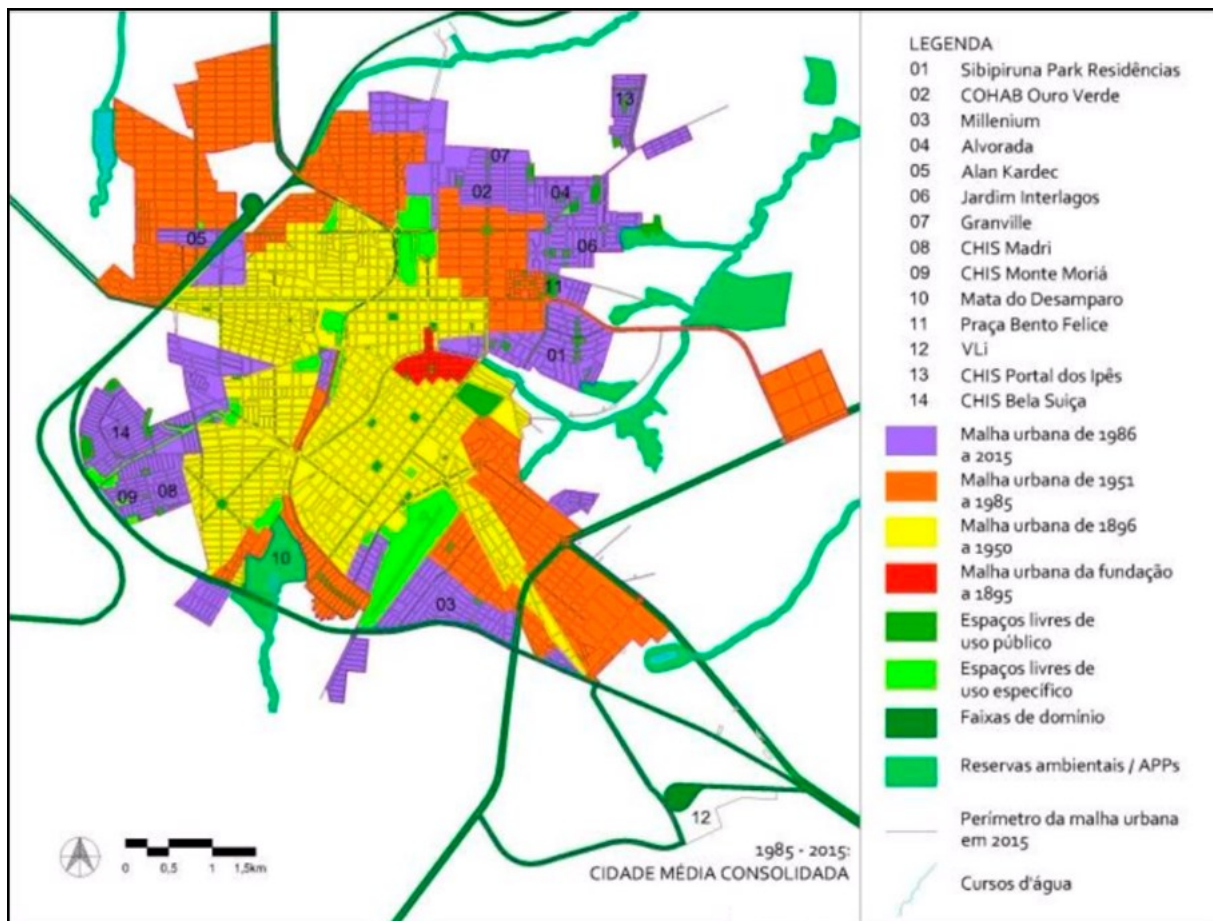 LEGENDA
01 Sibipiruna Park Residências
02 COHAB Ouro Verde
03 Millenium
04 Alvorada
05 Alan Kardec
06 Jardim Interlagos
07 Granville
08 CHIS Madri
09 CHIS Monte Moriá
10 Mata do Desamparo
11 Praça Bento Felice
12 VLi
13 CHIS Portal dos Ipês
14 CHIS Bela Suiça
Malha urbana de 1986
a 2015
Malha urbana de 1951
a 1985
Malha urbana de 1896
a 1950
Malha urbana da fundação
a 1895
Espaços livres de
uso público
Espaços livres de
uso específico
Faixas de domínio
Reservas ambientais / APPs
Perímetro da malha urbana
em 2015
Cursos d'água
13
07
02
04
05
06
11
01
14
09
08
10
03
12
0 0,5 1 1,5km
1985 - 2015:
CIDADE MÉDIA CONSOLIDADA